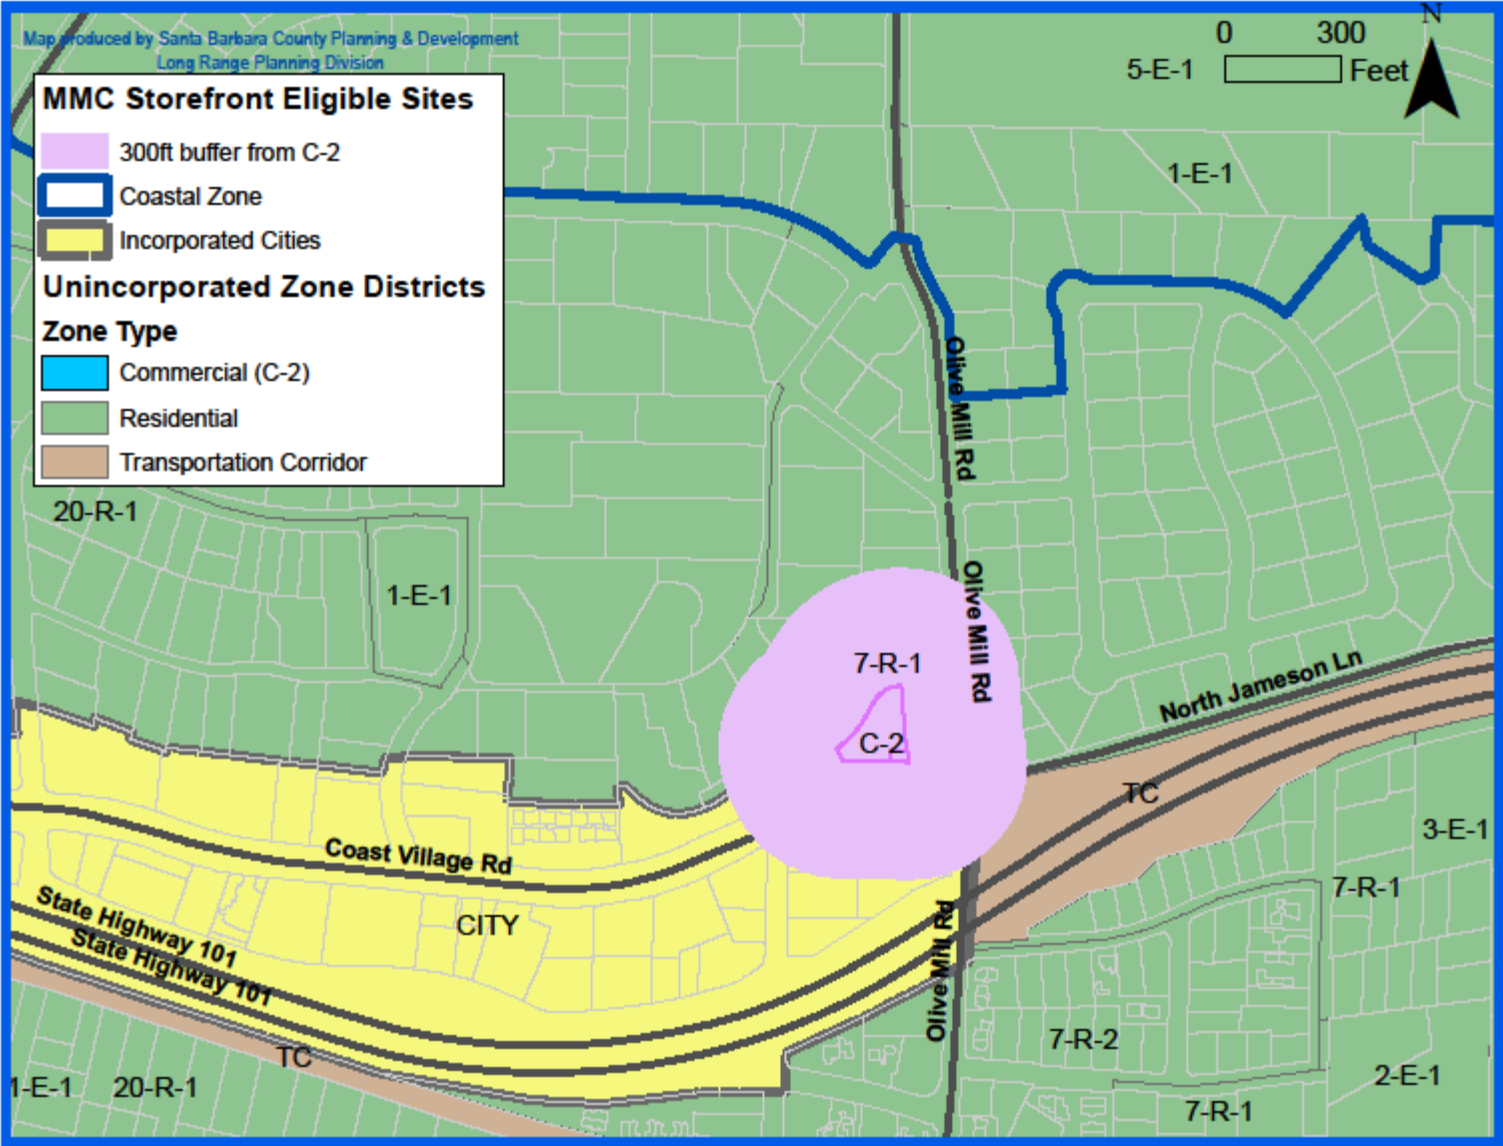 Map produced by Santa Barbara County Planning & Development
Long Range Planning Division
N
0 300
5-E-1
Feet
MMC Storefront Eligible Sites
300ft buffer from C-2
Coastal Zone
Incorporated Cities
Unincorporated Zone Districts
Zone Type
Commercial (C-2)
Residential
Transportation Corridor
1-E-1
Olive Mill Rd
20-R-1
1-E-1
Olive Mill Rd
7-R-1
C-2
North Jameson Ln
TC
3-E-1
Coast Village Rd
7-R-1
CITY
State Highway 101
State Highway 101
Olive Mill Rd
7-R-2
TC
1-E-1
20-R-1
2-E-1
7-R-1